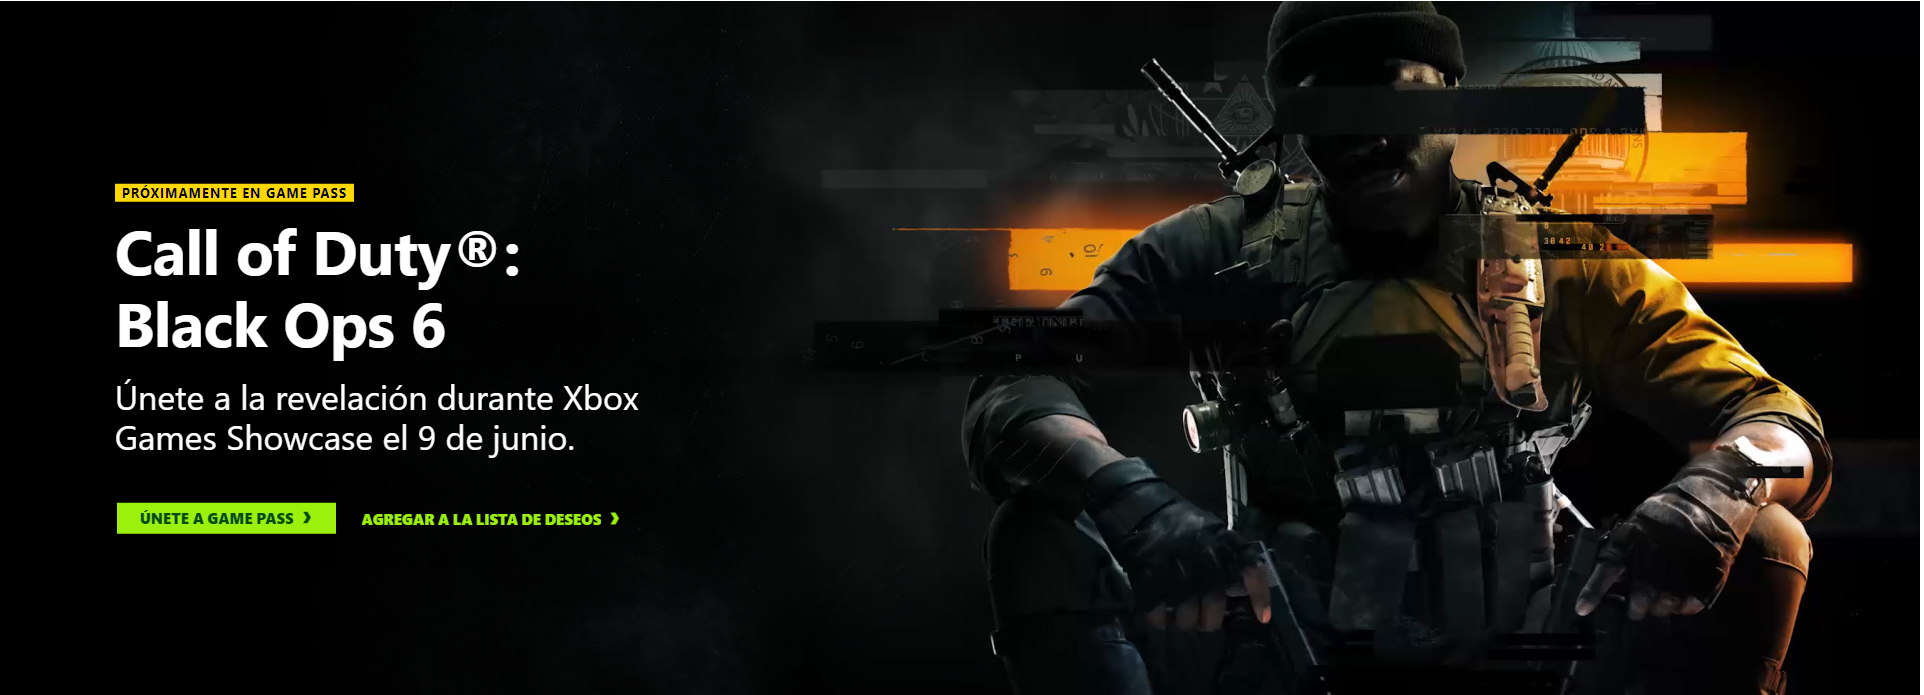 PRÓXIMAMENTE EN GAME PASS
Call of Duty®:
Black Ops 6
Únete a la revelación durante Xbox
Games Showcase el 9 de junio.
ÚNETE A GAME PASS ›
AGREGAR A LA LISTA DE DESEOS ›